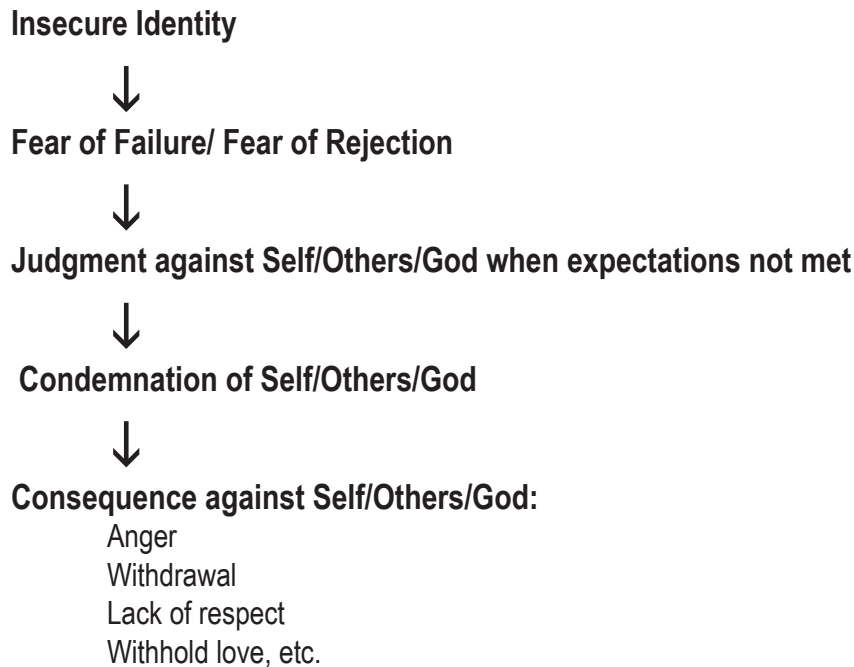 Insecure Identity
↓
Fear of Failure/ Fear of Rejection
↓
Judgment against Self/Others/God when expectations not met
↓
Condemnation of Self/Others/God
↓
Consequence against Self/Others/God:
Anger
Withdrawal
Lack of respect
Withhold love, etc.